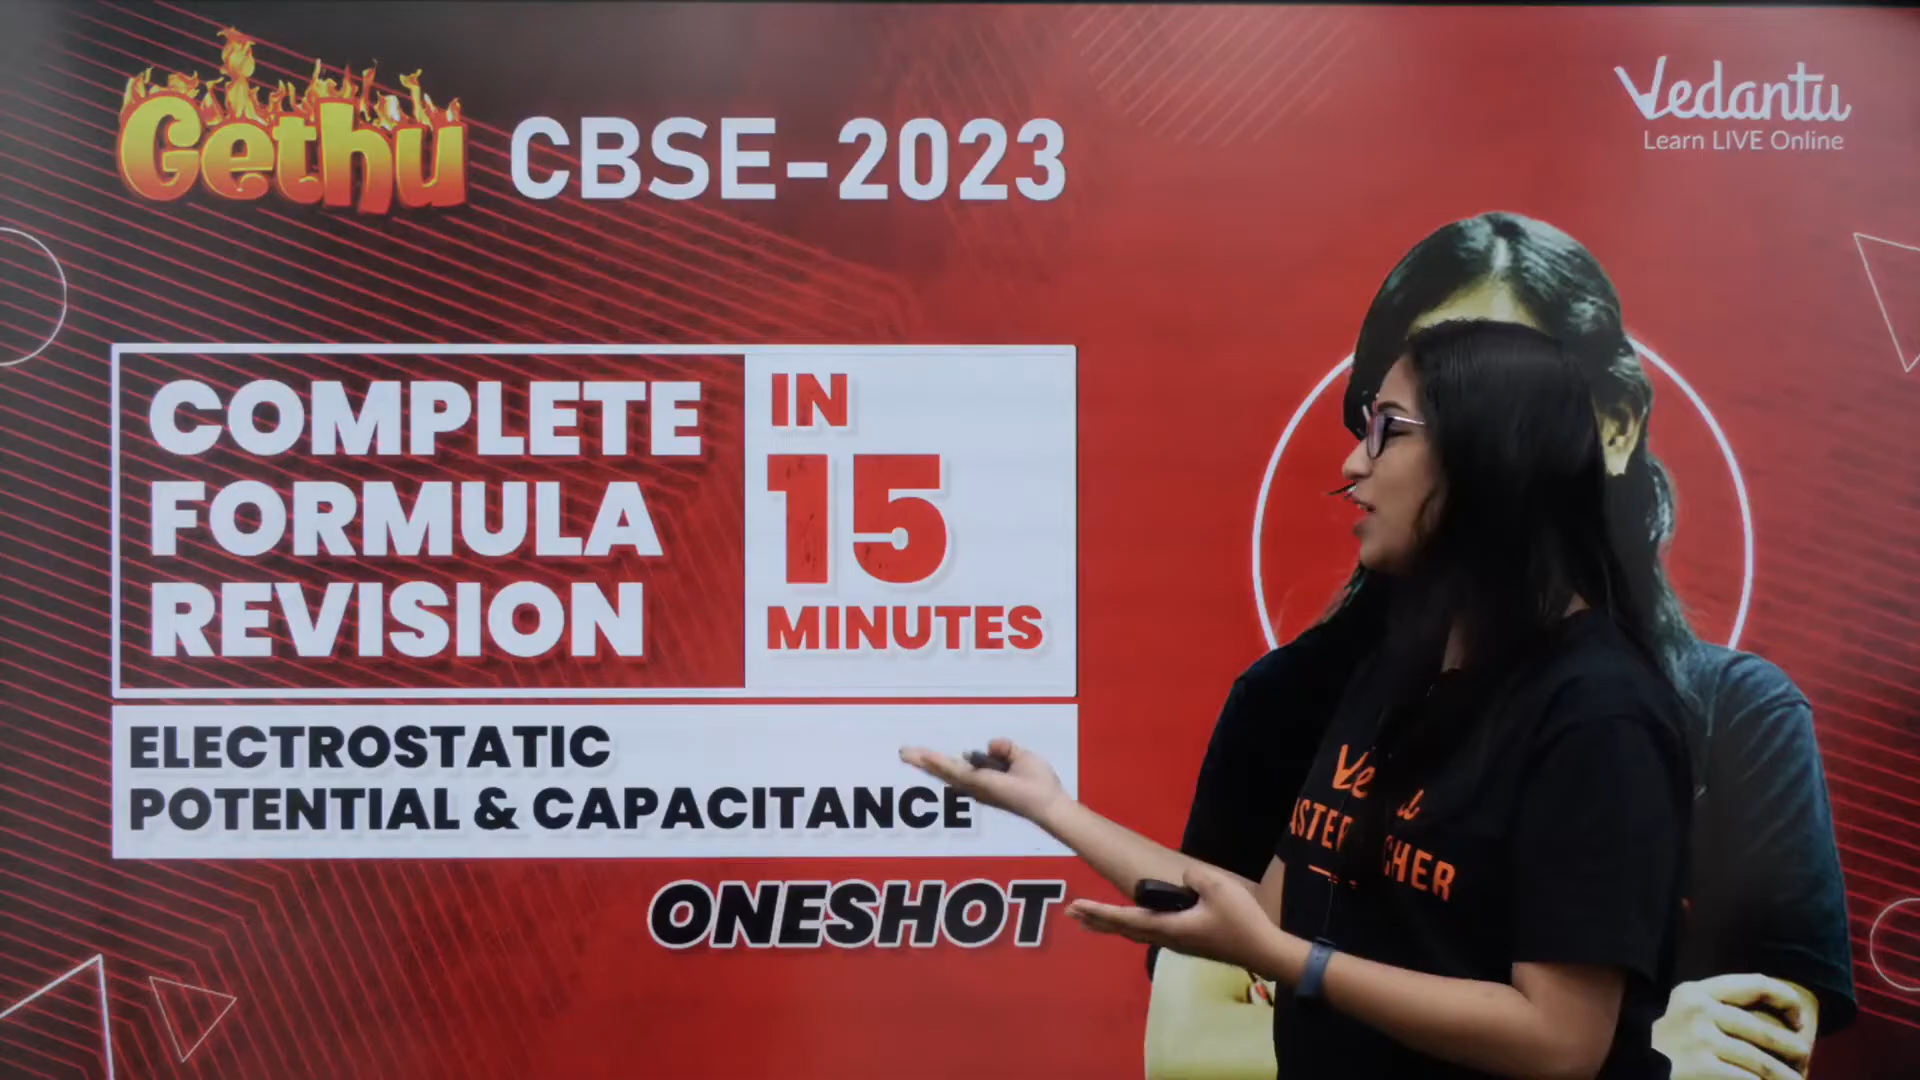 Gethu CBSE-2023
Vedantu
Learn LIVE Online
COMPLETE
FORMULA
REVISION
IN
15
MINUTES
ELECTROSTATIC
POTENTIAL & CAPACITANCE
ONESHOT